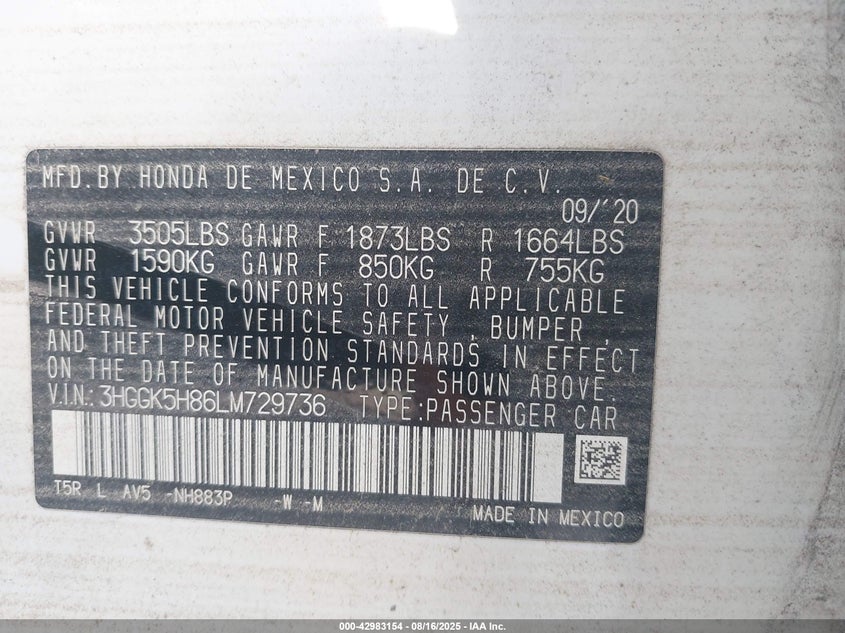 MFD.BY HONDA DE MEXICO S.A. DE C.V.
09/'20
GVWR 3505LBS GAWR F 1873LBS R 1664LBS
GVWR 1590KG GAWR F 850KG R 755KG
THIS VEHICLE CONFORMS TO ALL APPLICABLE
FEDERAL MOTOR VEHICLE SAFETY, BUMPER,
AND THEFT PREVENTION STANDARDS IN EFFECT
ON THE DATE OF MANUFACTURE SHOWN ABOVE.
V.I.N.: 3HGGK5H86LM729736 TYPE:PASSENGER CAR
T5R L AV5 -NH883P -W -M
MADE IN MEXICO
000-42983154 - 08/16/2025 - IAA Inc.